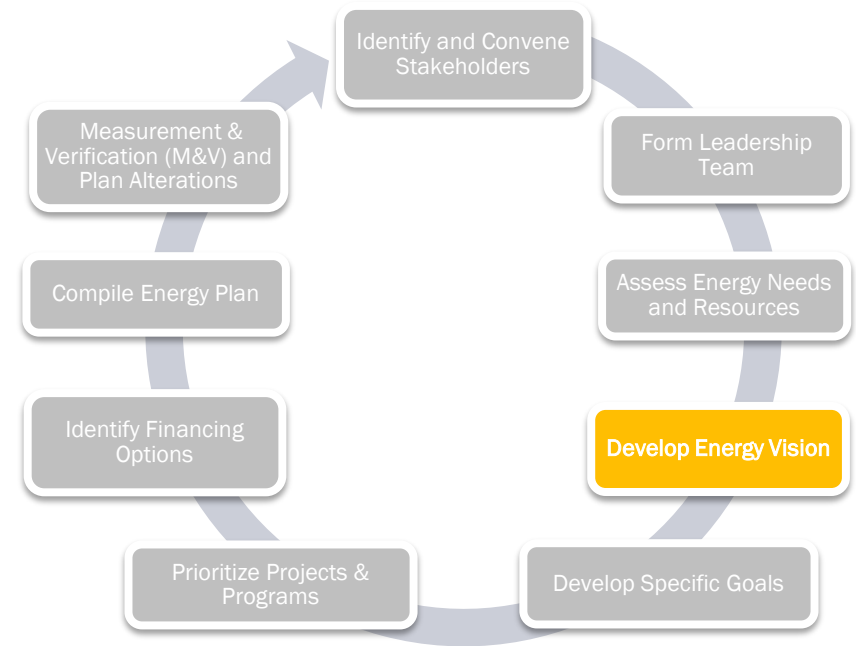 Identify and Convene
Stakeholders
Form Leadership
Team
Assess Energy Needs
and Resources
Develop Energy Vision
Develop Specific Goals
Prioritize Projects &
Programs
Identify Financing
Options
Compile Energy Plan
Measurement &
Verification (M&V) and
Plan Alterations